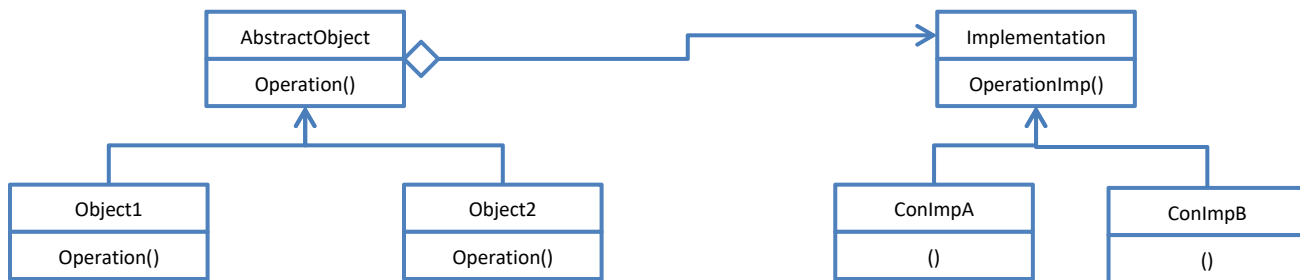 AbstractObject
Operation()
Implementation
OperationImp()
Object1
Operation()
Object2
Operation()
ConImpA
()
ConImpB
()